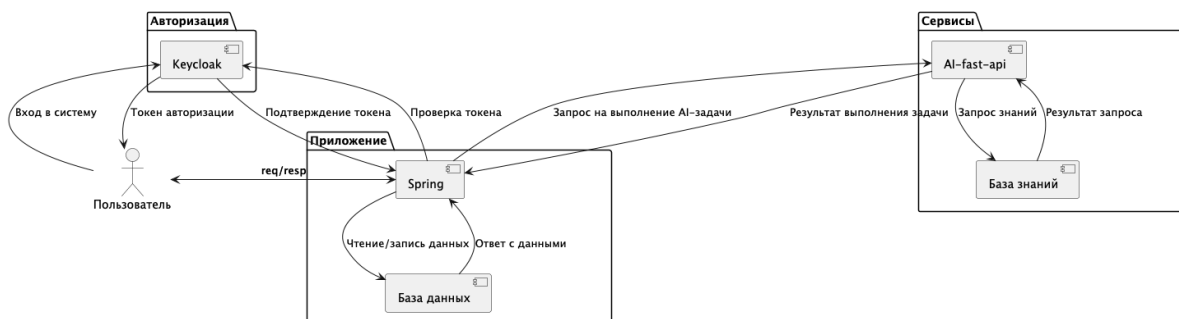 Авторизация
Keycloak
Сервисы
AI-fast-api
Вход в систему
Токен авторизации
Подтверждение токена
Проверка токена
Запрос на выполнение AI-задачи
Результат выполнения задачи
Запрос знаний
Результат запроса
Приложение
req/resp
Spring
База знаний
Пользователь
Чтение/запись данных
Ответ с данными
База данных